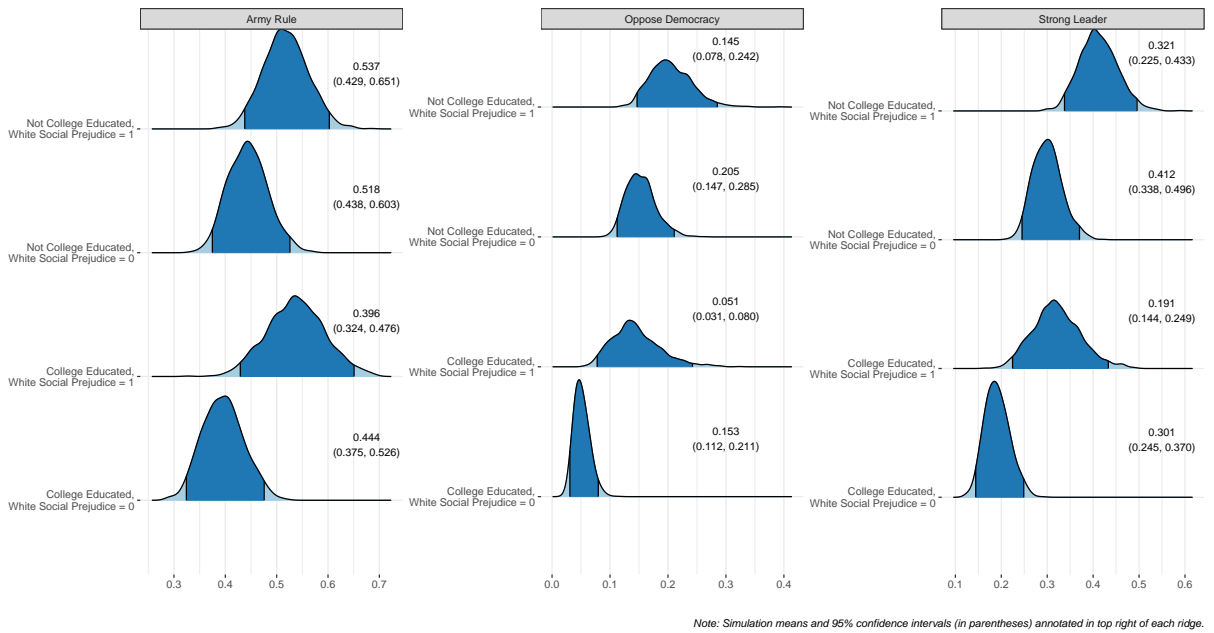 Army Rule
0.537
(0.429, 0.651)
Not College Educated,
White Social Prejudice = 1
0.518
(0.438, 0.603)
Not College Educated,
White Social Prejudice = 0
0.396
(0.324, 0.476)
College Educated,
White Social Prejudice = 1
0.444
(0.375, 0.526)
College Educated,
White Social Prejudice = 0
0.3 0.4 0.5 0.6 0.7
Oppose Democracy
0.145
(0.078, 0.242)
Not College Educated,
White Social Prejudice = 1
0.205
(0.147, 0.285)
Not College Educated,
White Social Prejudice = 0
0.051
(0.031, 0.080)
College Educated,
White Social Prejudice = 1
0.153
(0.112, 0.211)
College Educated,
White Social Prejudice = 0
0.0 0.1 0.2 0.3 0.4
Strong Leader
0.321
(0.225, 0.433)
Not College Educated,
White Social Prejudice = 1
0.412
(0.338, 0.496)
Not College Educated,
White Social Prejudice = 0
0.191
(0.144, 0.249)
College Educated,
White Social Prejudice = 1
0.301
(0.245, 0.370)
College Educated,
White Social Prejudice = 0
0.1 0.2 0.3 0.4 0.5 0.6
Note: Simulation means and 95% confidence intervals (in parentheses) annotated in top right of each ridge.